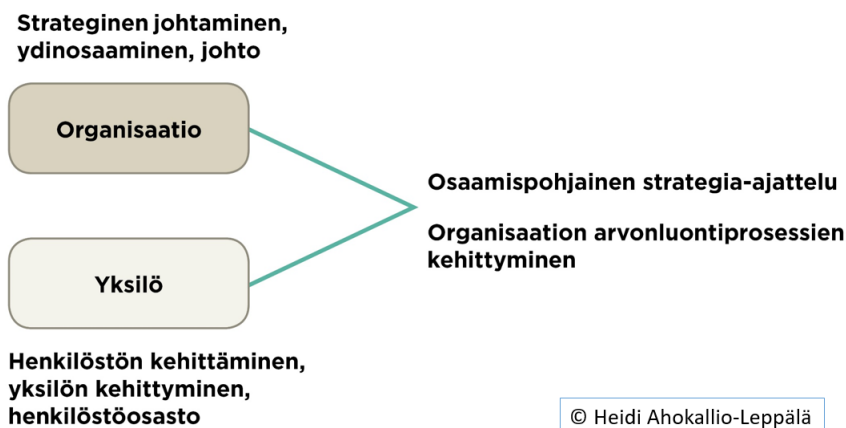 Strateginen johtaminen,
ydinosaaminen, johto
Organisaatio
Osaamispohjainen strategia-ajattelu
Organisaation arvonluontiprosessien
kehittyminen
Yksilö
Henkilöstön kehittäminen,
yksilön kehittyminen,
henkilöstöosasto
© Heidi Ahokallio-Leppälä